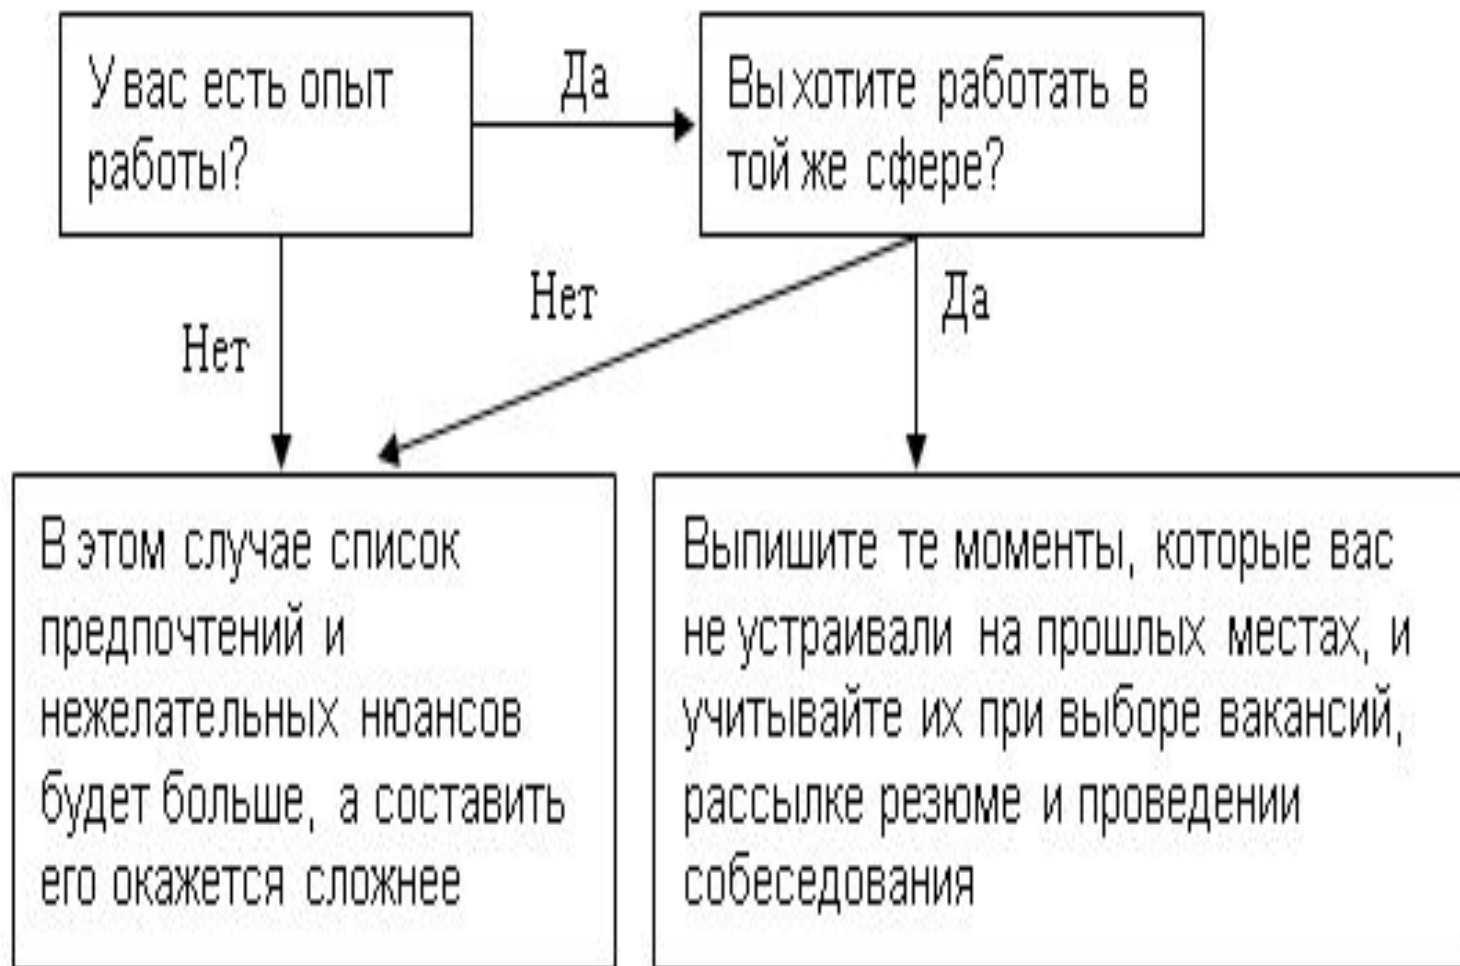 У вас есть опыт
работы?
Да
Вы хотите работать в
той же сфере?
Нет
Нет
Да
В этом случае список
предпочтений и
нежелательных нюансов
будет больше, а составить
его окажется сложнее
Выпишите те моменты, которые вас
не устраивали на прошлых местах, и
учитывайте их при выборе вакансий,
рассылке резюме и проведении
собеседования